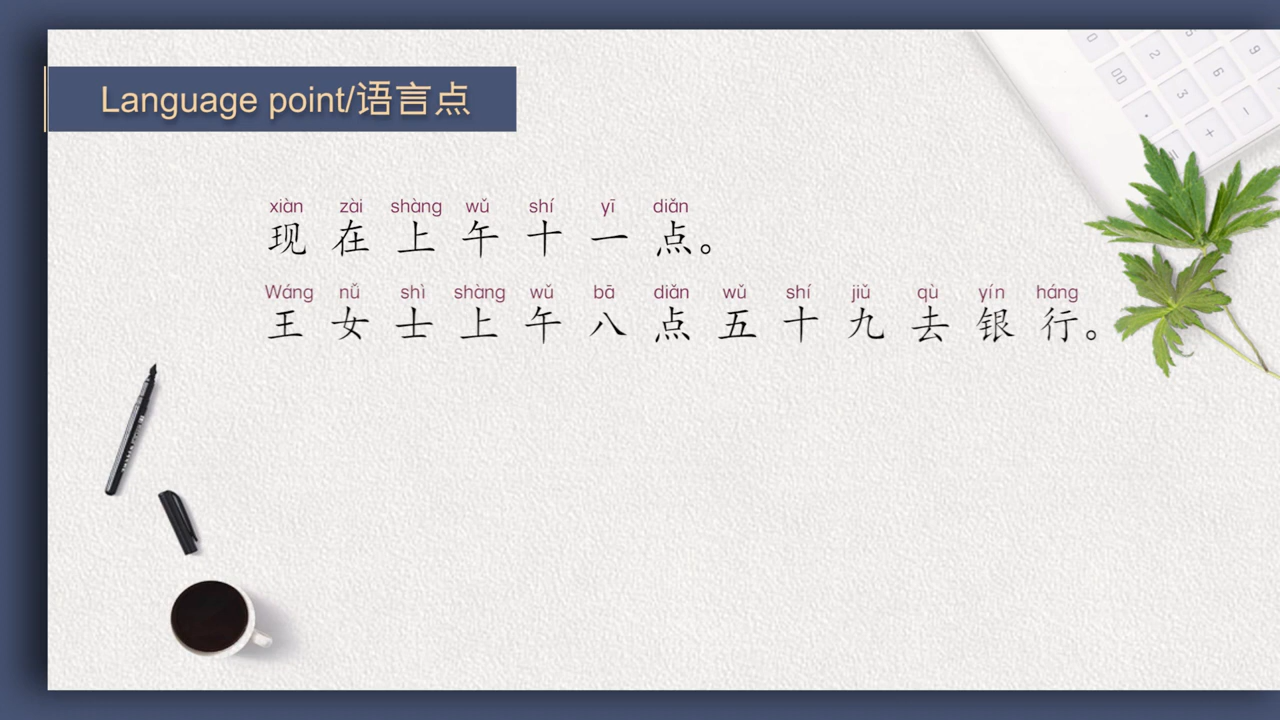 Language point/语言点
xiàn zài shàng wǔ shí yī diǎn
现在上午十一点。
Wáng nǚ shì shàng wǔ bā diǎn wǔ shí jiǔ qù yín háng
王女士上午八点五十九去银行。